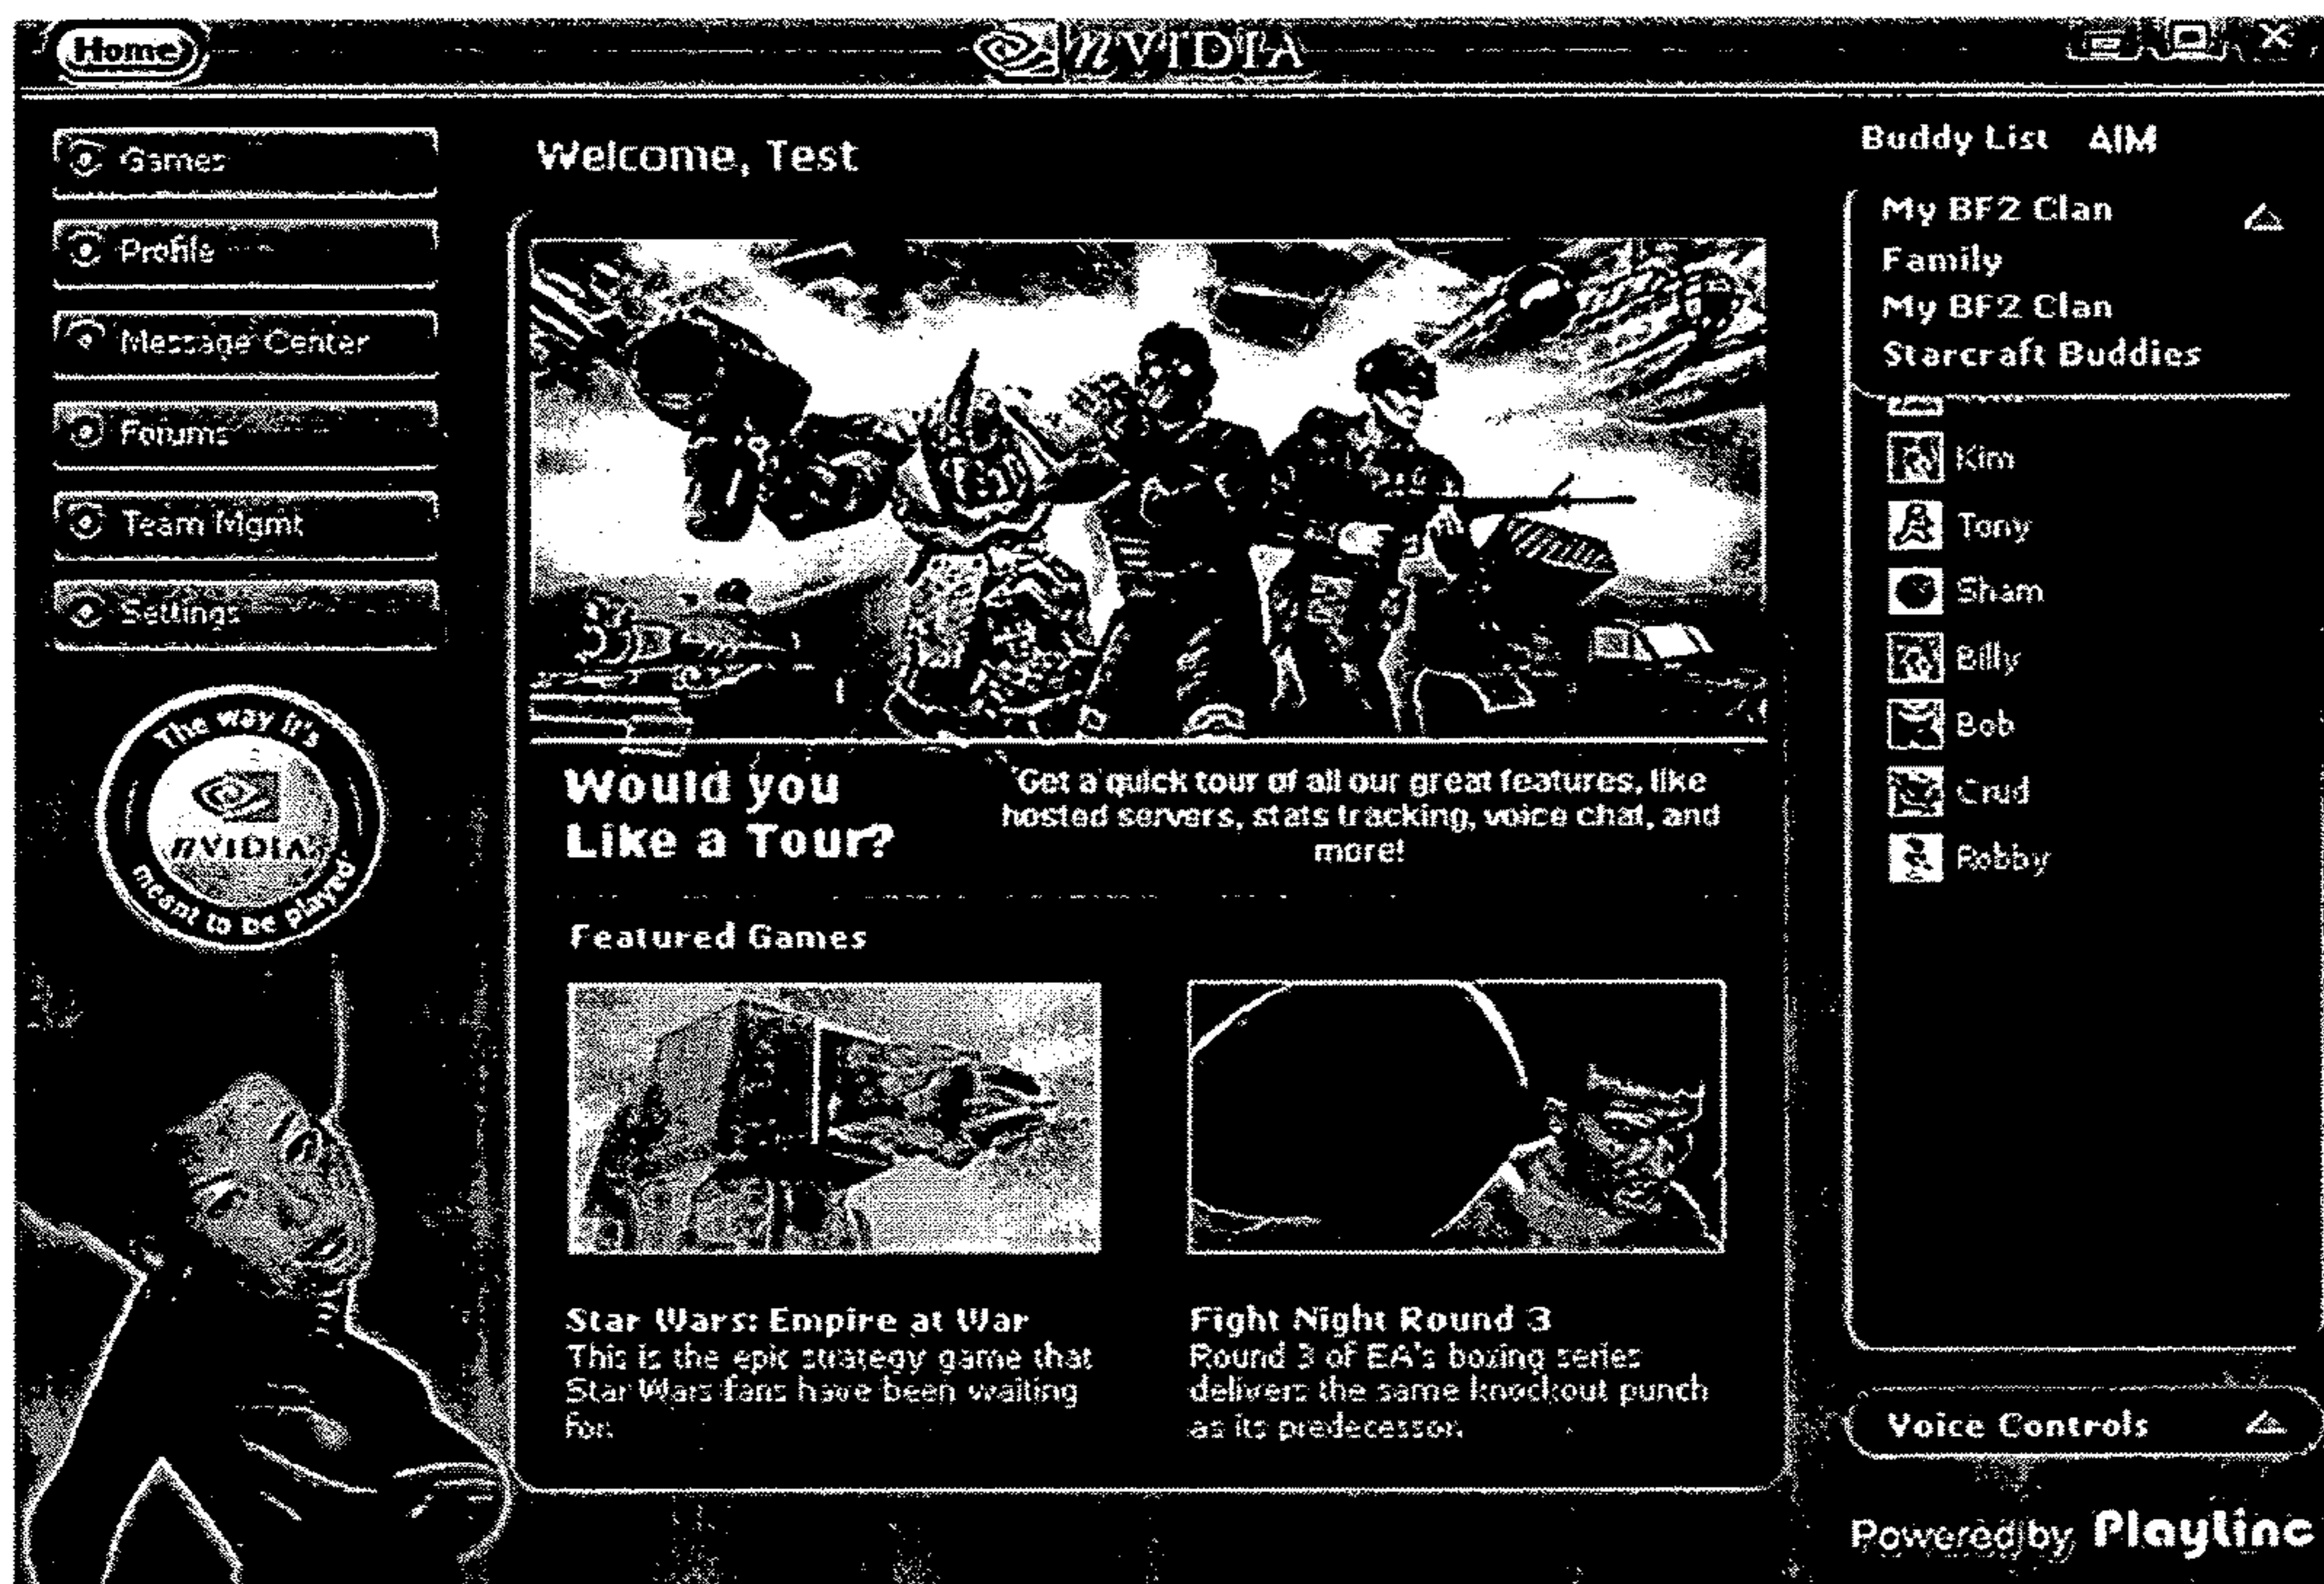 Home
nVIDIA
Games
Profile
Message Center
Forums
Team Mgmt
Settings
The way it's
nVIDIA
meant to be played
Welcome, Test
Would you
Like a Tour?
Get a quick tour of all our great features, like
hosted servers, stats tracking, voice chat, and
more!
Featured Games
Star Wars: Empire at War
This is the epic strategy game that
Star Wars fans have been waiting
for.
Fight Night Round 3
Round 3 of EA's boxing series
delivers the same knockout punch
as its predecessor.
Buddy List AIM
My BF2 Clan
Family
My BF2 Clan
Starcraft Buddies
Kim
Tony
Sham
Billy
Bob
Crud
Robby
Voice Controls
Powered by Playlinc